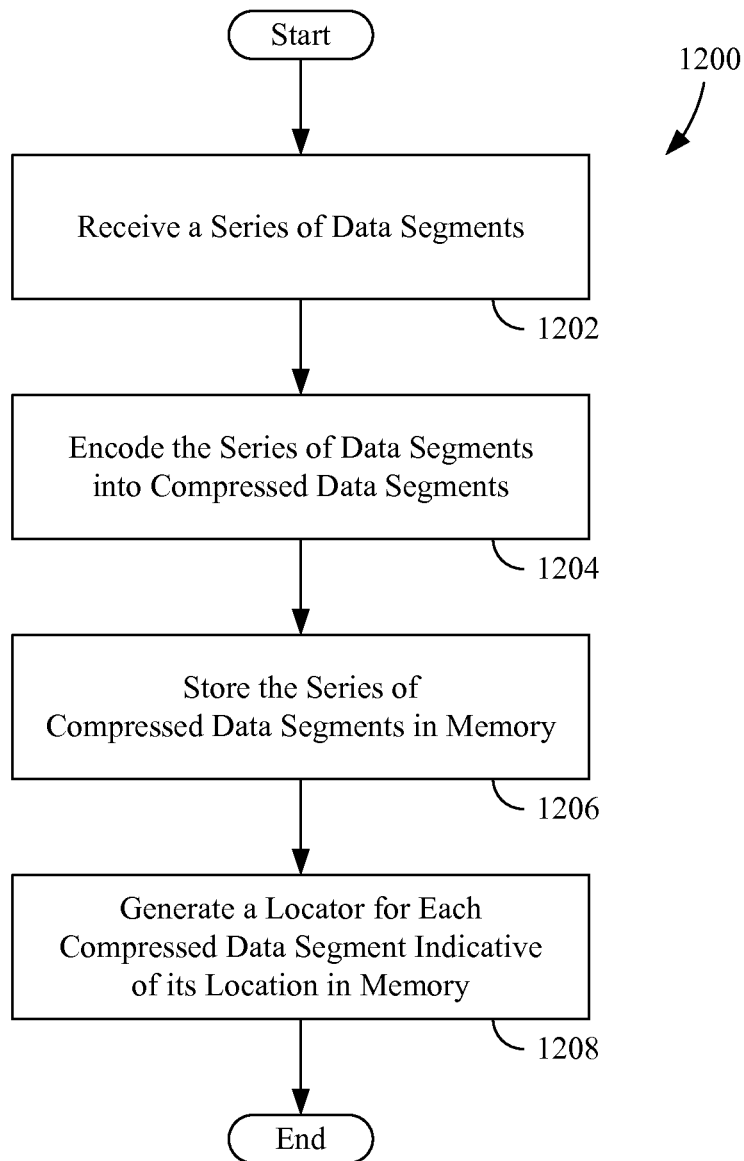 Start
1200
Receive a Series of Data Segments
1202
Encode the Series of Data Segments
into Compressed Data Segments
1204
Store the Series of
Compressed Data Segments in Memory
1206
Generate a Locator for Each
Compressed Data Segment Indicative
of its Location in Memory
1208
End